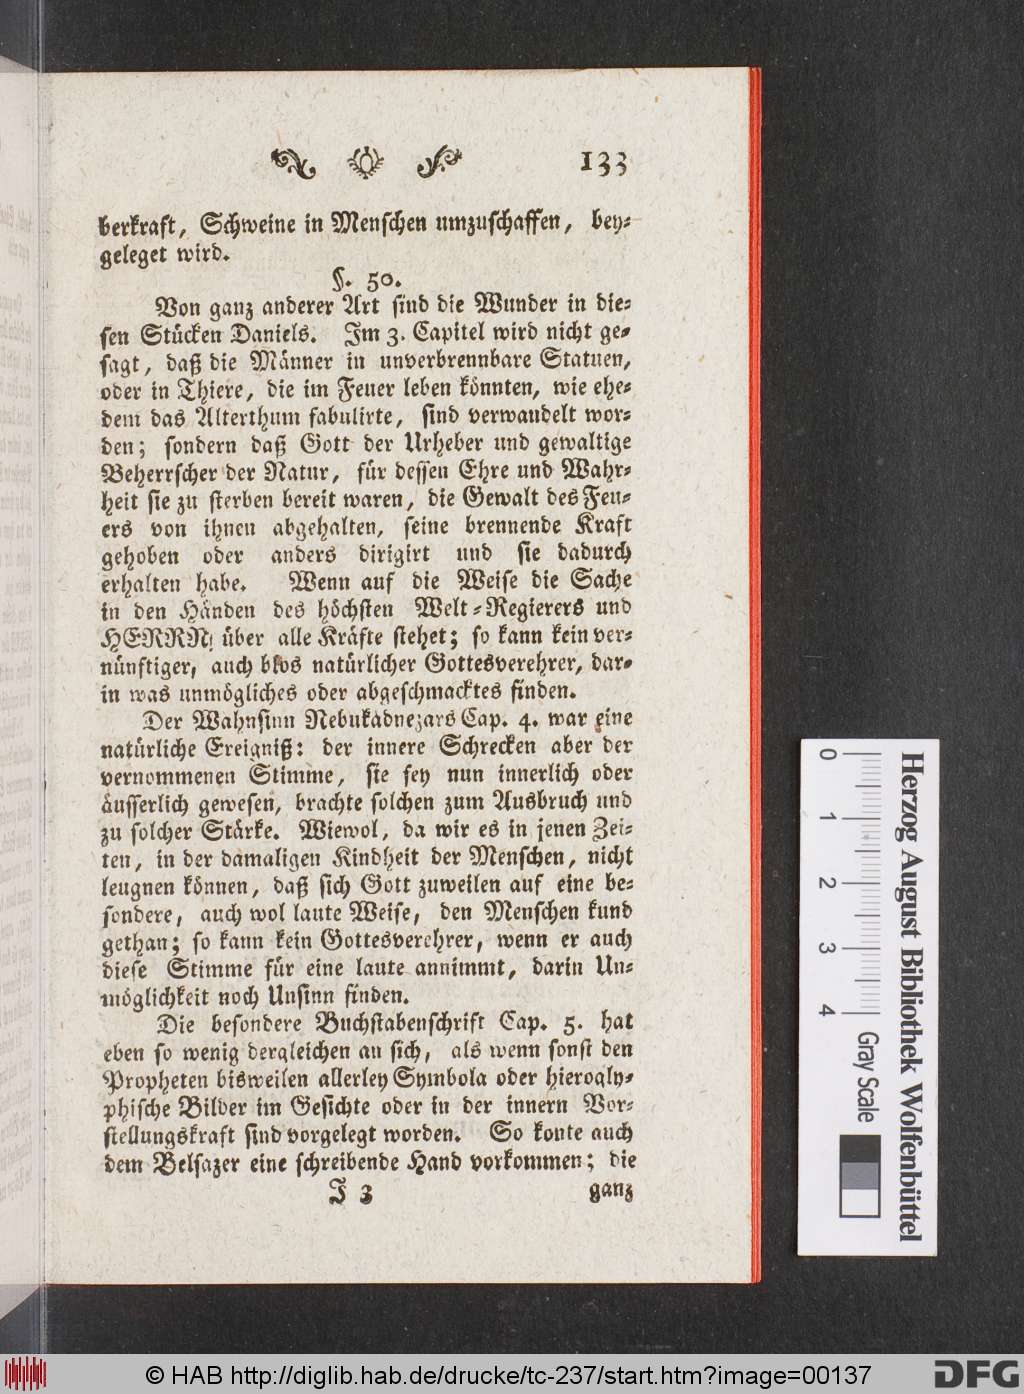 133
berkraft, Schweine in Menschen umzuschaffen, bey-
geleget wird.
§. 50.
Von ganz anderer Art sind die Wunder in die-
sen Stücken Daniels. Im 3. Capitel wird nicht ge-
sagt, daß die Männer in unverbrennbare Statuen,
oder in Thiere, die im Feuer leben könnten, wie ehe-
dem das Alterthum fabulirte, sind verwandelt wor-
den; sondern daß Gott der Urheber und gewaltige
Beherrscher der Natur, für dessen Ehre und Wahr-
heit sie zu sterben bereit waren, die Gewalt des Feu-
ers von ihnen abgehalten, seine brennende Kraft
gehoben oder anders dirigirt und sie dadurch
erhalten habe. Wenn auf die Weise die Sache
in den Händen des höchsten Welt-Regierers und
HERRN über alle Kräfte stehet; so kann kein ver-
nünftiger, auch blos natürlicher Gottesverehrer, dar-
in was unmögliches oder abgeschmacktes finden.
Der Wahnsinn Nebukadnezars Cap. 4. war eine
natürliche Ereigniß: der innere Schrecken aber der
vernommenen Stimme, sie sey nun innerlich oder
äusserlich gewesen, brachte solchen zum Ausbruch und
zu solcher Stärke. Wiewol, da wir es in jenen Zei-
ten, in der damaligen Kindheit der Menschen, nicht
leugnen können, daß sich Gott zuweilen auf eine be-
sondere, auch wol laute Weise, den Menschen kund
gethan; so kann kein Gottesverehrer, wenn er auch
diese Stimme für eine laute annimmt, darin Un-
möglichkeit noch Unsinn finden.
Die besondere Buchstabenschrift Cap. 5. hat
eben so wenig dergleichen an sich, als wenn sonst den
Propheten bisweilen allerley Symbola oder hierogly-
phische Bilder im Gesichte oder in der innern Vor-
stellungskraft sind vorgelegt worden. So konte auch
dem Belsazer eine schreibende Hand vorkommen; die
I 3 ganz
0 1 2 3 4 Gray Scale
Herzog August Bibliothek Wolfenbüttel
© HAB http://diglib.hab.de/drucke/tc-237/start.htm?image=00137
DFG